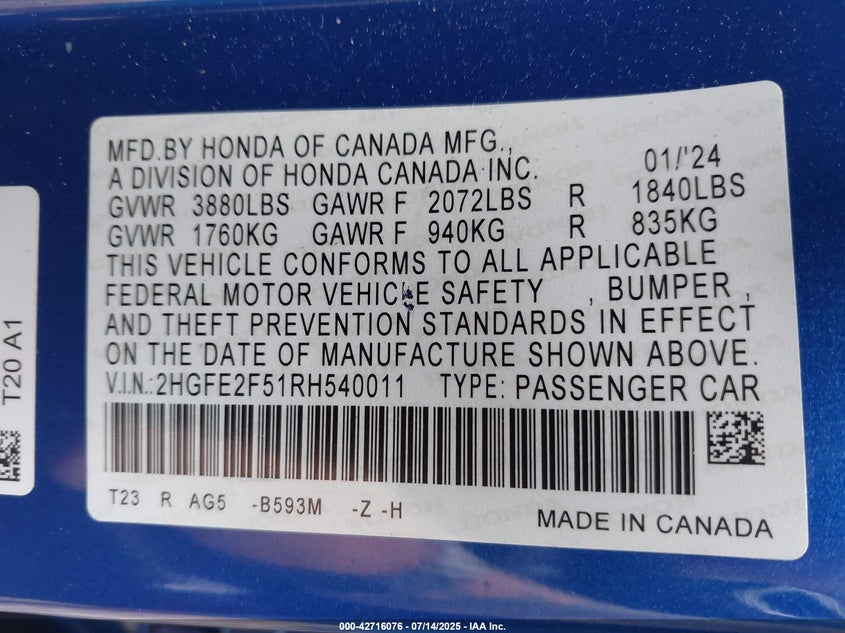 MFD.BY HONDA OF CANADA MFG.,
A DIVISION OF HONDA CANADA INC. 01/'24
GVWR 3880LBS GAWR F 2072LBS R 1840LBS
GVWR 1760KG GAWR F 940KG R 835KG
THIS VEHICLE CONFORMS TO ALL APPLICABLE
FEDERAL MOTOR VEHICLE SAFETY , BUMPER ,
AND THEFT PREVENTION STANDARDS IN EFFECT
ON THE DATE OF MANUFACTURE SHOWN ABOVE.
V.I.N.:2HGFE2F51RH540011 TYPE: PASSENGER CAR
T23 R AG5 -B593M -Z -H
MADE IN CANADA
T20 A1
000-42716076 - 07/14/2025 - IAA Inc.